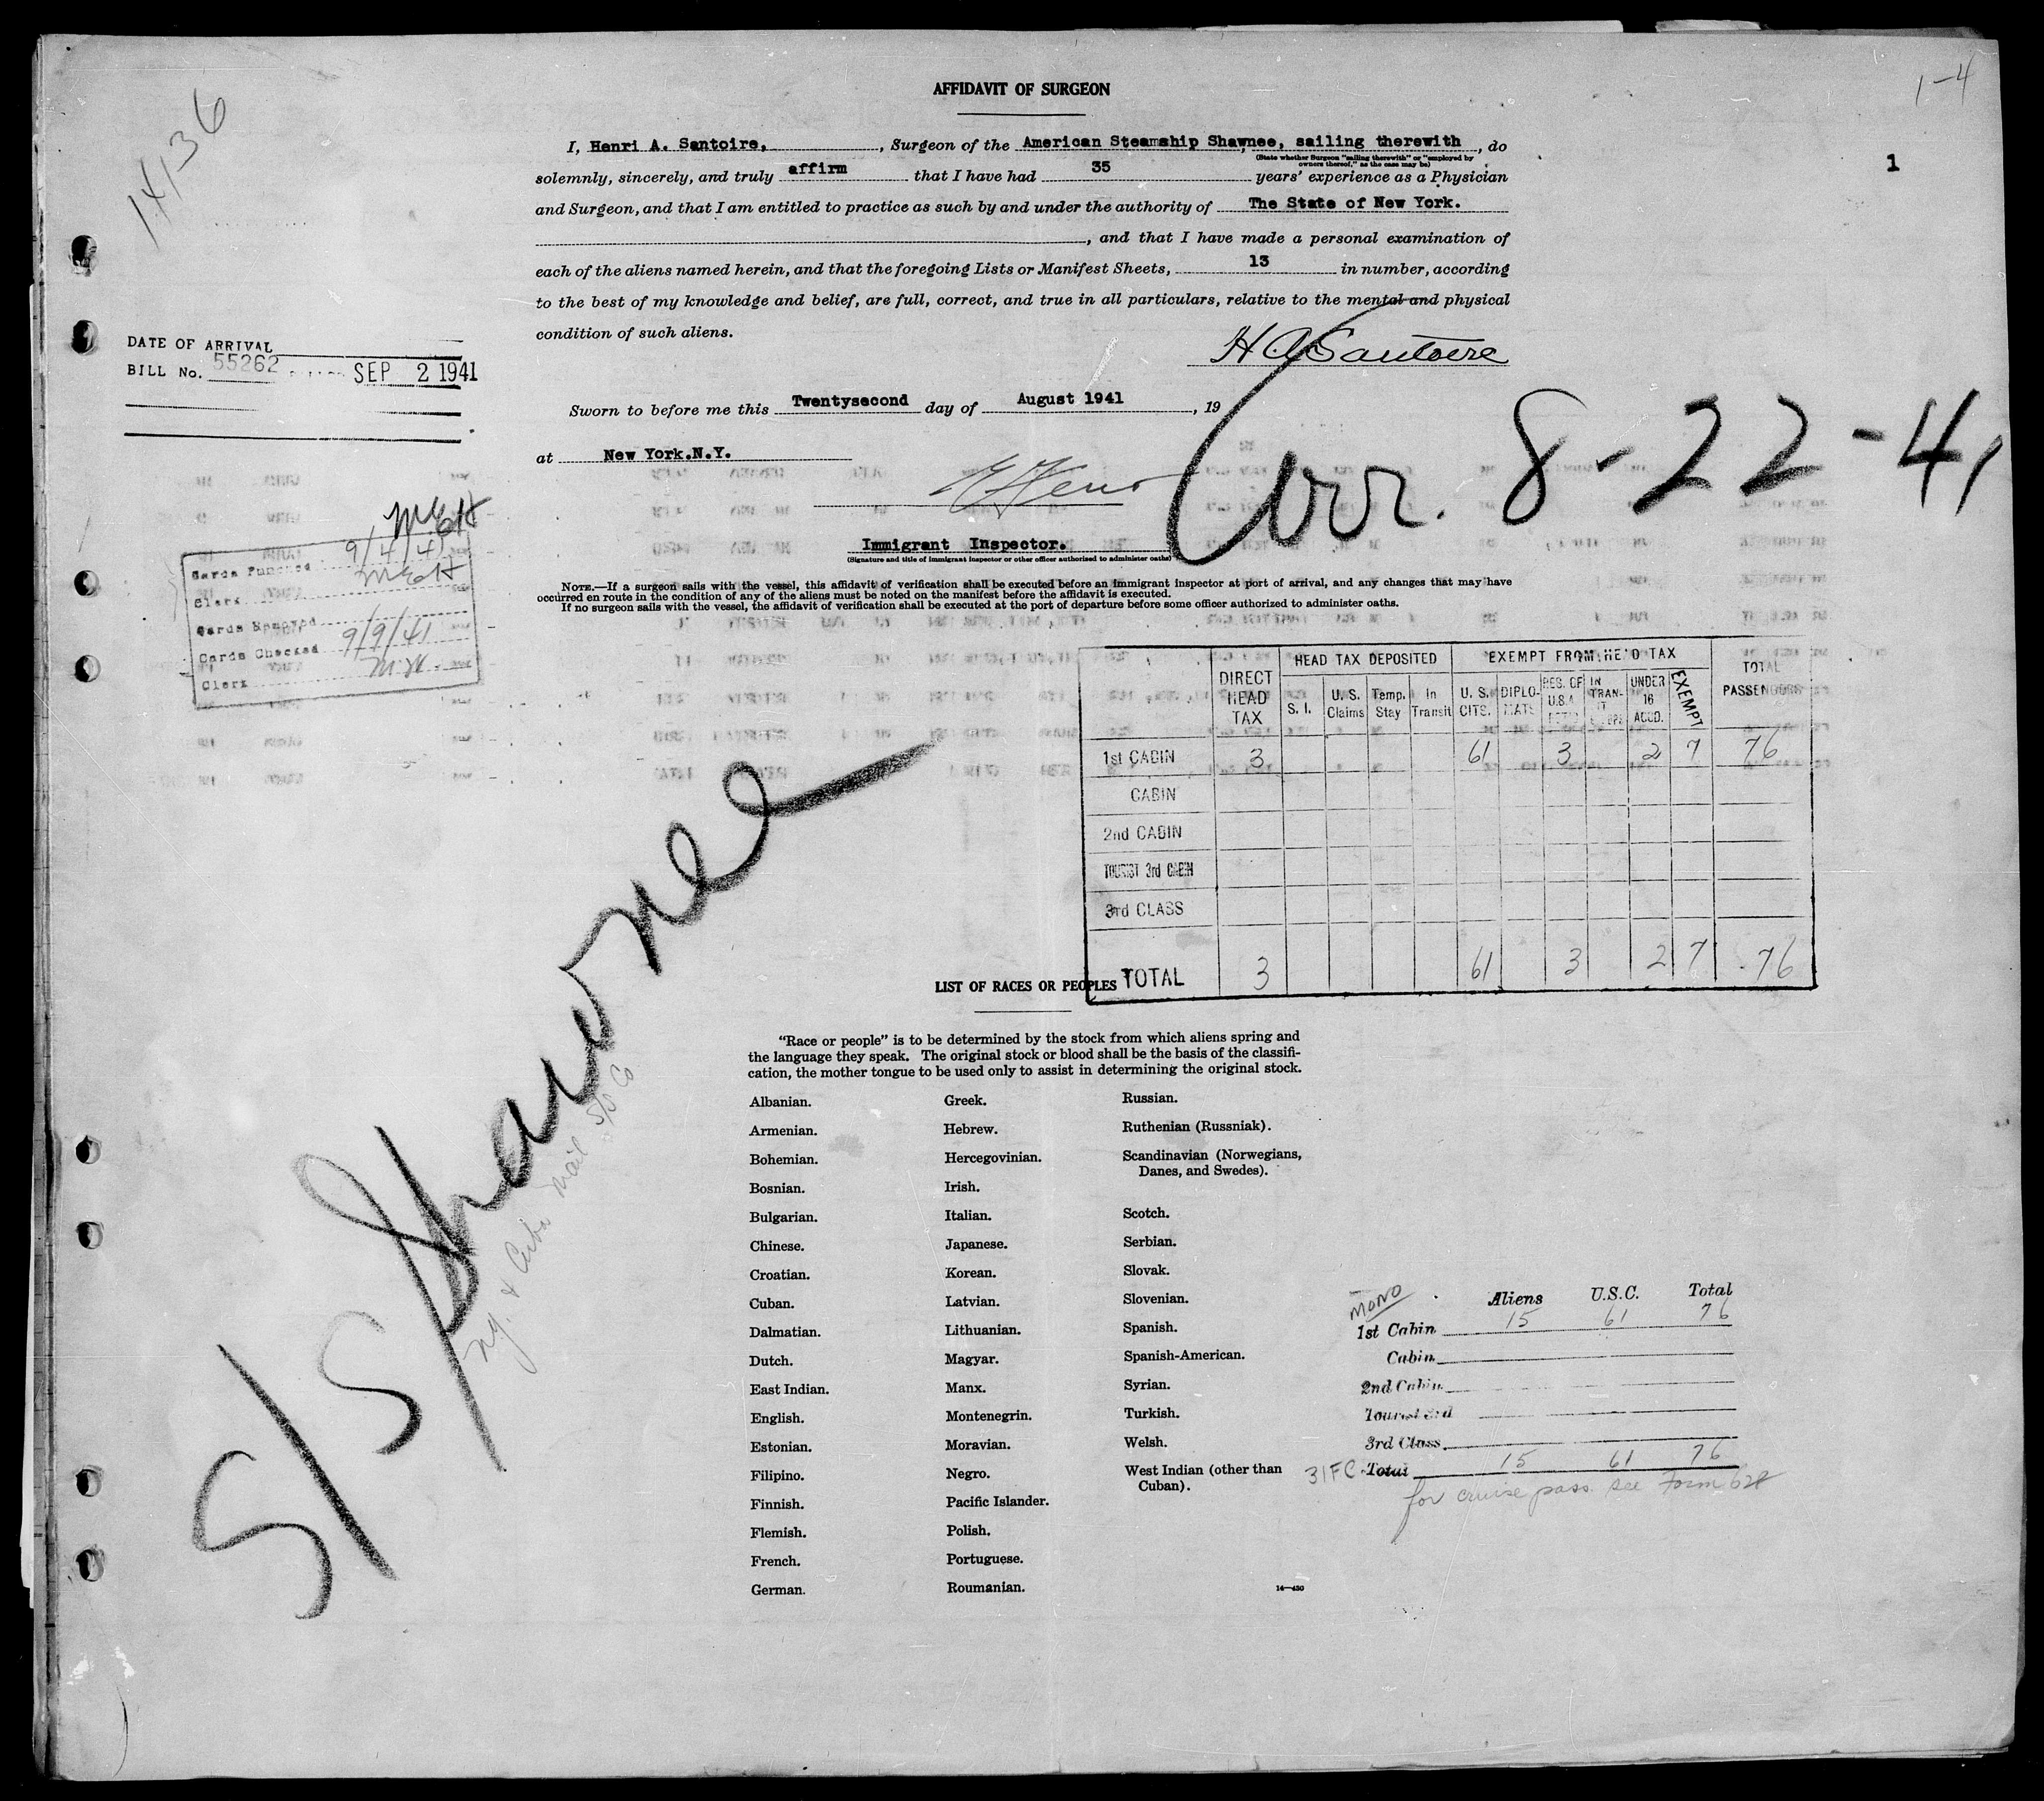 AFFIDAVIT OF SURGEON
1-4
14136
I, Henri A. Santoire, , Surgeon of the American Steamship Shawnee, sailing therewith , do
(State whether Surgeon "sailing therewith" or "employed by
owners thereof," as the case may be)
1
solemnly, sincerely, and truly affirm that I have had 35 years' experience as a Physician
and Surgeon, and that I am entitled to practice as such by and under the authority of The State of New York.
, and that I have made a personal examination of
each of the aliens named herein, and that the foregoing Lists or Manifest Sheets, 13 in number, according
to the best of my knowledge and belief, are full, correct, and true in all particulars, relative to the mental and physical
condition of such aliens.
H A Santoire
DATE OF ARRIVAL
BILL No. 55262 SEP 2 1941
Sworn to before me this Twentysecond day of August 1941 , 19
at New York.N.Y.
Arr. 8-22-41
Immigrant Inspector.
(Signature and title of immigrant inspector or other officer authorized to administer oaths)
NOTE.—If a surgeon sails with the vessel, this affidavit of verification shall be executed before an immigrant inspector at port of arrival, and any changes that may have
occurred en route in the condition of any of the aliens must be noted on the manifest before the affidavit is executed.
If no surgeon sails with the vessel, the affidavit of verification shall be executed at the port of departure before some officer authorized to administer oaths.
Cards Punched 9/4/41
Clerk
Cards Removed
Cards Checked 9/9/41
Clerk
DIRECT HEAD TAX HEAD TAX DEPOSITED EXEMPT FROM HEAD TAX TOTAL PASSENGERS
S. I. U. S. Claims Temp. Stay In Transit U. S. CITS. DIPLOMATS RES. OF U.S.A. IN TRANSIT UNDER 16 ACCD. EXEMPT
1st CABIN 3 61 3 2 7 76
CABIN
2nd CABIN
TOURIST 3rd CABIN
3rd CLASS
TOTAL 3 61 3 2 7 76
S/S Shawnee
N.Y. & Cuba Mail S/S Co
LIST OF RACES OR PEOPLES
"Race or people" is to be determined by the stock from which aliens spring and
the language they speak. The original stock or blood shall be the basis of the classifi-
cation, the mother tongue to be used only to assist in determining the original stock.
Albanian.
Armenian.
Bohemian.
Bosnian.
Bulgarian.
Chinese.
Croatian.
Cuban.
Dalmatian.
Dutch.
East Indian.
English.
Estonian.
Filipino.
Finnish.
Flemish.
French.
German.
Greek.
Hebrew.
Hercegovinian.
Irish.
Italian.
Japanese.
Korean.
Latvian.
Lithuanian.
Magyar.
Manx.
Montenegrin.
Moravian.
Negro.
Pacific Islander.
Polish.
Portuguese.
Roumanian.
Russian.
Ruthenian (Russniak).
Scandinavian (Norwegians,
Danes, and Swedes).
Scotch.
Serbian.
Slovak.
Slovenian.
Spanish.
Spanish-American.
Syrian.
Turkish.
Welsh.
West Indian (other than
Cuban).
14—430
MONO
Aliens U.S.C. Total
1st Cabin 15 61 76
Cabin
2nd Cabin
Tourist 3rd
3rd Class
31FC Total 15 61 76
for cruise pass. see Form 628